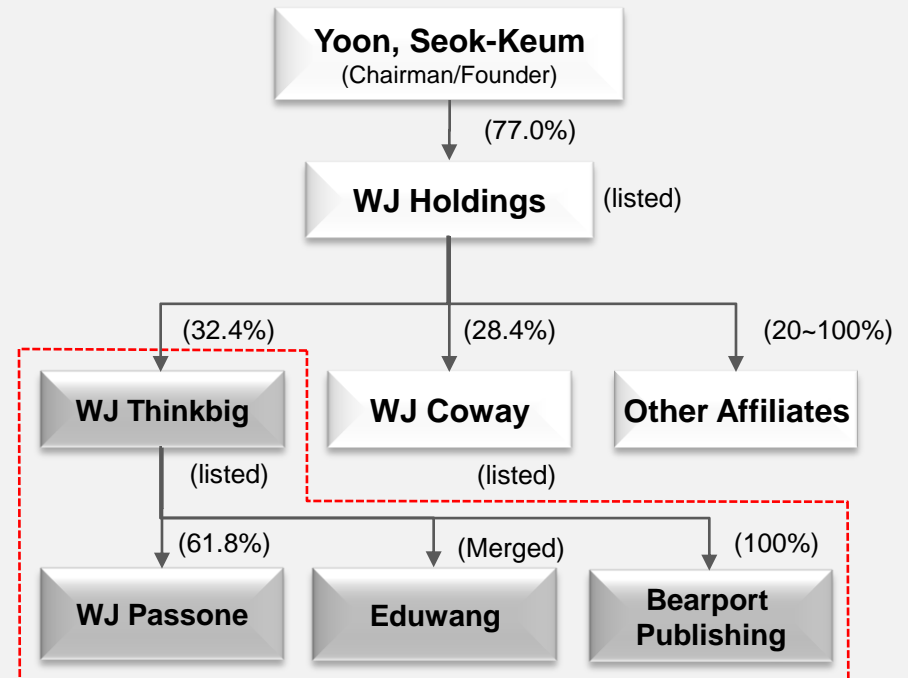 Yoon, Seok-Keum
(Chairman/Founder)
(77.0%)
WJ Holdings
(listed)
(32.4%)
(28.4%)
(20~100%)
WJ Thinkbig
WJ Coway
Other Affiliates
(listed)
(listed)
(61.8%)
(Merged)
(100%)
WJ Passone
Eduwang
Bearport
Publishing